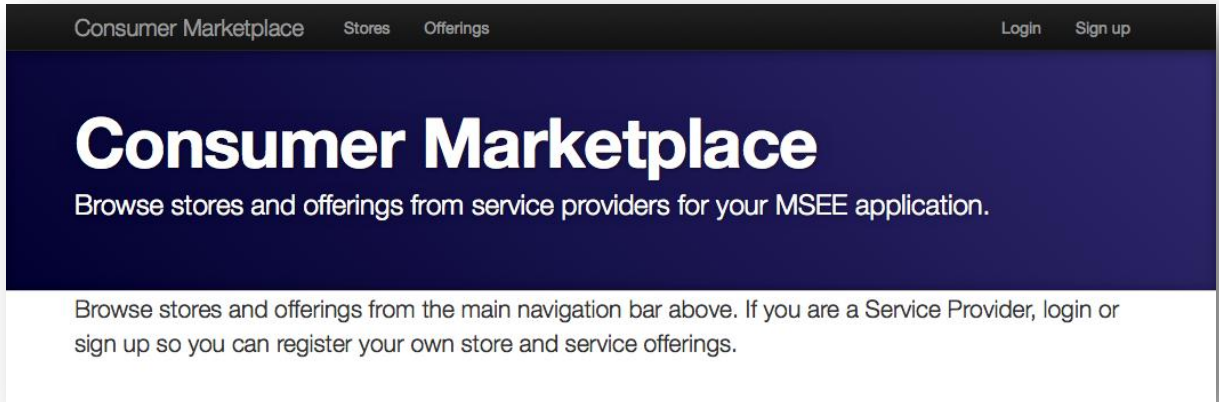 Consumer Marketplace Stores Offerings Login Sign up
Consumer Marketplace
Browse stores and offerings from service providers for your MSEE application.
Browse stores and offerings from the main navigation bar above. If you are a Service Provider, login or
sign up so you can register your own store and service offerings.